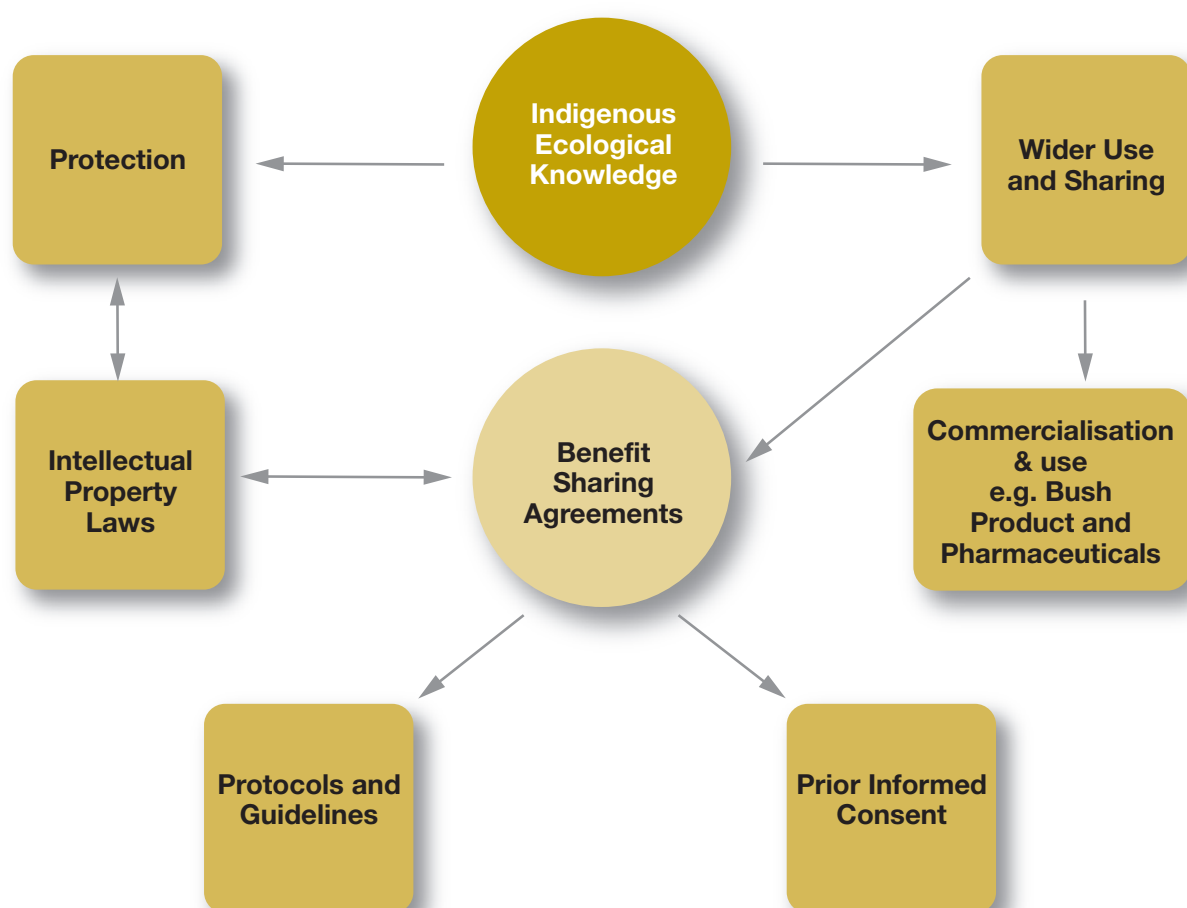 Protection
Indigenous
Ecological
Knowledge
Wider Use
and Sharing
Intellectual
Property
Laws
Benefit
Sharing
Agreements
Commercialisation
& use
e.g. Bush
Product and
Pharmaceuticals
Protocols and
Guidelines
Prior Informed
Consent